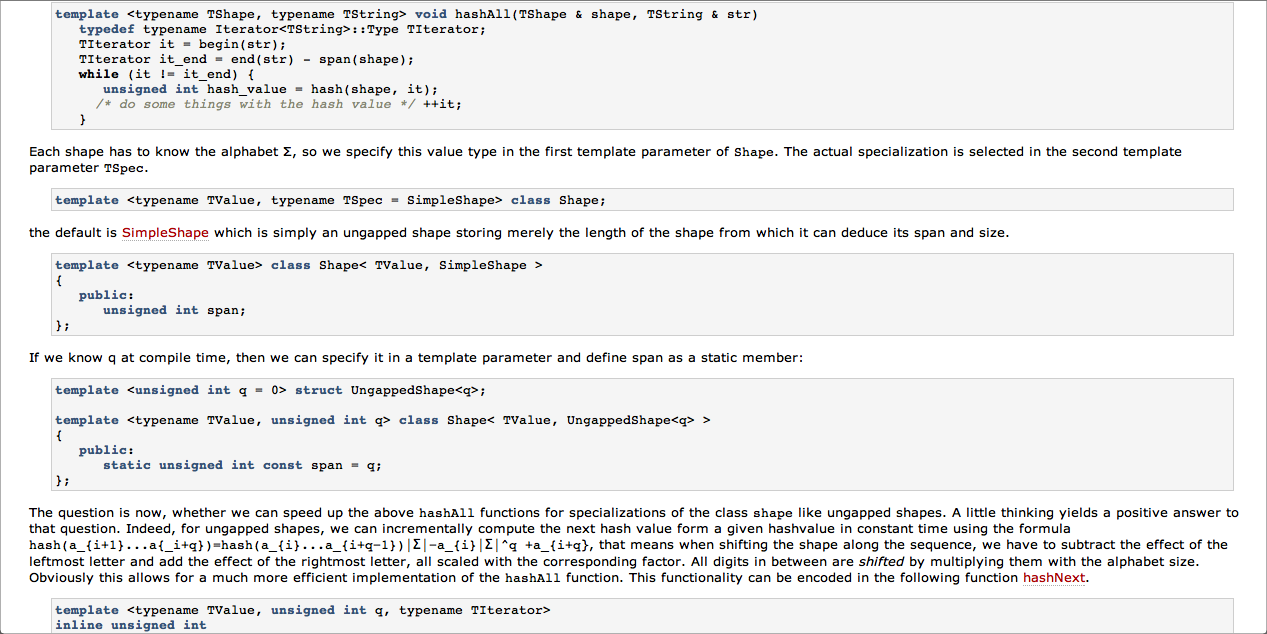 template <typename TShape, typename TString> void hashAll(TShape & shape, TString & str)
typedef typename Iterator<TString>::Type TIterator;
TIterator it = begin(str);
TIterator it_end = end(str) - span(shape);
while (it != it_end) {
unsigned int hash_value = hash(shape, it);
/* do some things with the hash value */ ++it;
}
Each shape has to know the alphabet Σ, so we specify this value type in the first template parameter of Shape. The actual specialization is selected in the second template
parameter TSpec.
template <typename TValue, typename TSpec = SimpleShape> class Shape;
the default is SimpleShape which is simply an ungapped shape storing merely the length of the shape from which it can deduce its span and size.
template <typename TValue> class Shape< TValue, SimpleShape >
{
public:
unsigned int span;
};
If we know q at compile time, then we can specify it in a template parameter and define span as a static member:
template <unsigned int q = 0> struct UngappedShape<q>;
template <typename TValue, unsigned int q> class Shape< TValue, UngappedShape<q> >
{
public:
static unsigned int const span = q;
};
The question is now, whether we can speed up the above hashAll functions for specializations of the class shape like ungapped shapes. A little thinking yields a positive answer to
that question. Indeed, for ungapped shapes, we can incrementally compute the next hash value form a given hashvalue in constant time using the formula
hash(a_{i+1}...a{_i+q})=hash(a_{i}...a_{i+q-1})|Σ|-a_{i}|Σ|^q +a_{i+q}, that means when shifting the shape along the sequence, we have to subtract the effect of the
leftmost letter and add the effect of the rightmost letter, all scaled with the corresponding factor. All digits in between are shifted by multiplying them with the alphabet size.
Obviously this allows for a much more efficient implementation of the hashAll function. This functionality can be encoded in the following function hashNext.
template <typename TValue, unsigned int q, typename TIterator>
inline unsigned int